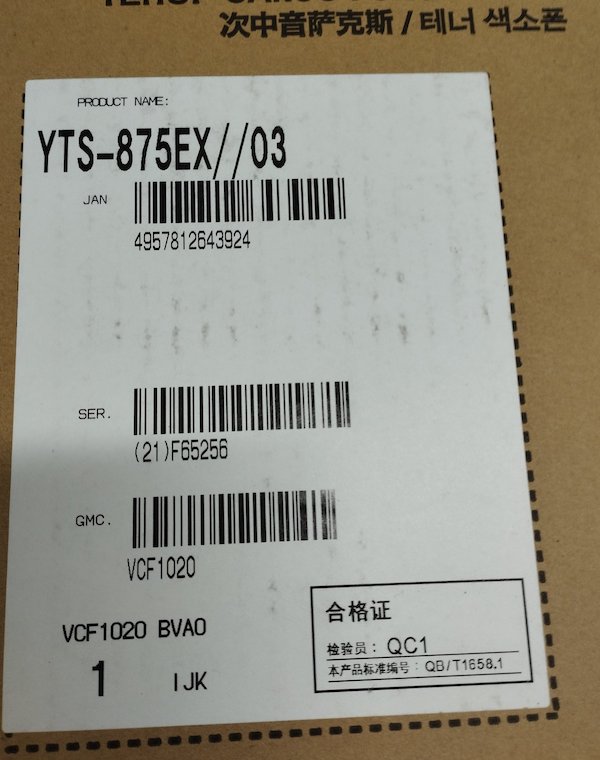 次中音萨克斯 / 테너 색소폰
PRODUCT NAME:
YTS-875EX//03
JAN
4957812643924
SER.
(21)F65256
GMC.
VCF1020
VCF1020 BVAO
1 IJK
合格证
检验员： QC1
本产品标准编号： QB/T1658.1